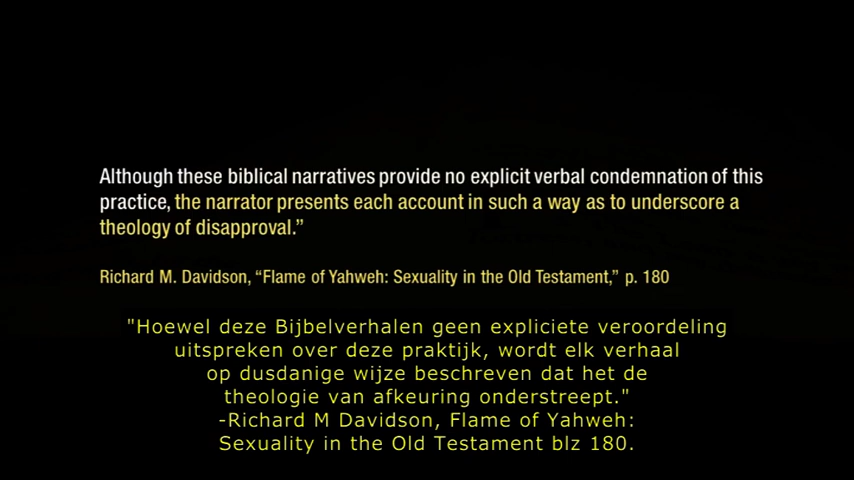 Although these biblical narratives provide no explicit verbal condemnation of this
practice, the narrator presents each account in such a way as to underscore a
theology of disapproval.”
Richard M. Davidson, “Flame of Yahweh: Sexuality in the Old Testament,” p. 180
"Hoewel deze Bijbelverhalen geen expliciete veroordeling
uitspreken over deze praktijk, wordt elk verhaal
op dusdanige wijze beschreven dat het de
theologie van afkeuring onderstreept."
-Richard M Davidson, Flame of Yahweh:
Sexuality in the Old Testament blz 180.